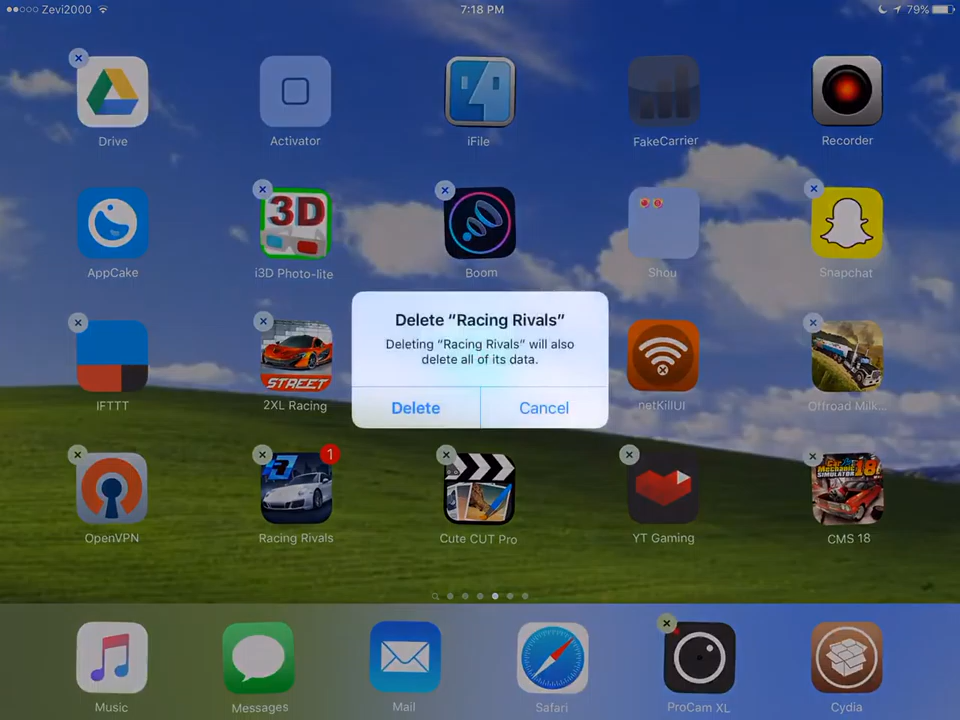 Zevi2000
7:18 PM
79%
Drive
Activator
iFile
FakeCarrier
Recorder
AppCake
3D
i3D Photo-lite
Boom
Shou
Snapchat
Delete “Racing Rivals”
Deleting “Racing Rivals” will also
delete all of its data.
Delete
Cancel
IFTTT
STREET
2XL Racing
netKillUI
Offroad Milk...
1
Car
Mechanic
SIMULATOR 18
OpenVPN
Racing Rivals
Cute CUT Pro
YT Gaming
CMS 18
Music
Messages
Mail
Safari
ProCam XL
Cydia